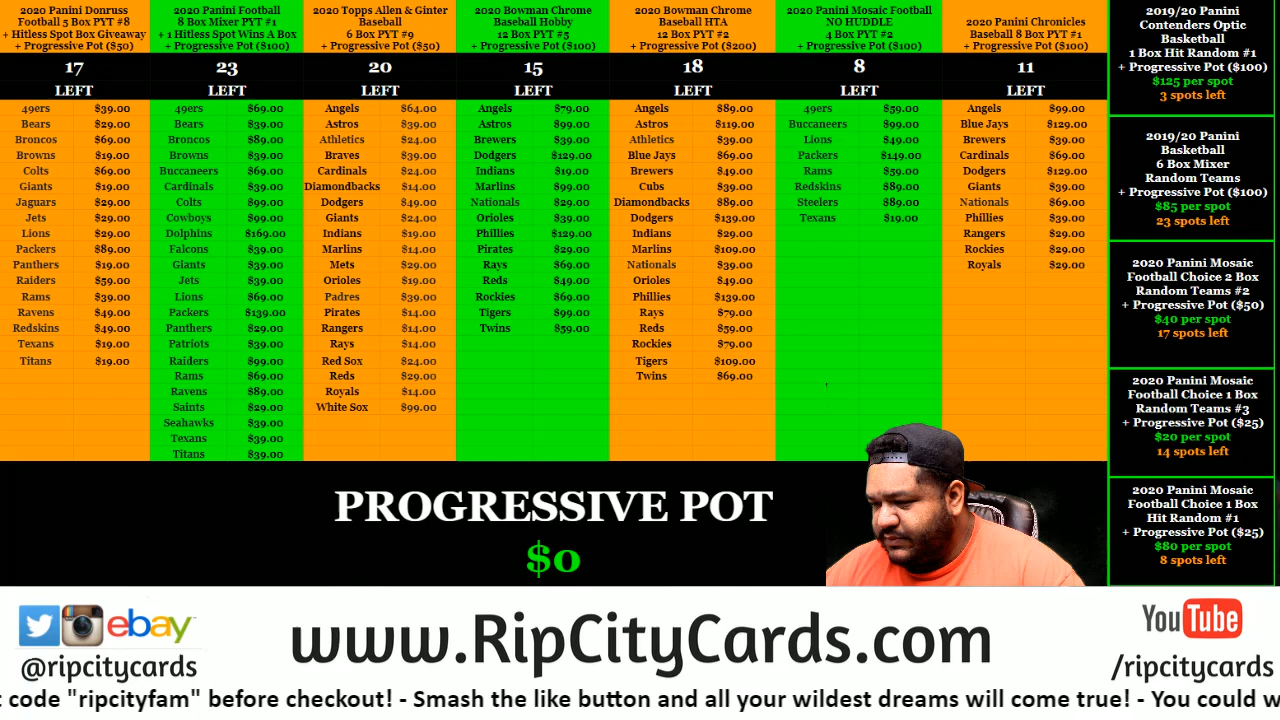 2020 Panini Donruss
Football 5 Box PYT #8
+ Hitless Spot Box Giveaway
+ Progressive Pot ($50)
17
LEFT
49ers $39.00
Bears $29.00
Broncos $69.00
Browns $19.00
Colts $69.00
Giants $19.00
Jaguars $29.00
Jets $29.00
Lions $29.00
Packers $89.00
Panthers $19.00
Raiders $59.00
Rams $39.00
Ravens $49.00
Redskins $49.00
Texans $19.00
Titans $19.00
2020 Panini Football
8 Box Mixer PYT #1
+ 1 Hitless Spot Wins A Box
+ Progressive Pot ($100)
23
LEFT
49ers $69.00
Bears $39.00
Broncos $89.00
Browns $39.00
Buccaneers $69.00
Cardinals $39.00
Colts $99.00
Cowboys $99.00
Dolphins $169.00
Falcons $39.00
Giants $39.00
Jets $39.00
Lions $69.00
Packers $139.00
Panthers $29.00
Patriots $39.00
Raiders $99.00
Rams $69.00
Ravens $89.00
Saints $29.00
Seahawks $39.00
Texans $39.00
Titans $39.00
2020 Topps Allen & Ginter
Baseball
6 Box PYT #9
+ Progressive Pot ($50)
20
LEFT
Angels $64.00
Astros $39.00
Athletics $24.00
Braves $39.00
Cardinals $24.00
Diamondbacks $14.00
Dodgers $49.00
Giants $24.00
Indians $19.00
Marlins $14.00
Mets $29.00
Orioles $19.00
Padres $39.00
Pirates $14.00
Rangers $14.00
Rays $14.00
Red Sox $24.00
Reds $29.00
Royals $14.00
White Sox $99.00
2020 Bowman Chrome
Baseball Hobby
12 Box PYT #5
+ Progressive Pot ($100)
15
LEFT
Angels $79.00
Astros $99.00
Brewers $39.00
Dodgers $129.00
Indians $19.00
Marlins $99.00
Nationals $29.00
Orioles $39.00
Phillies $129.00
Pirates $29.00
Rays $69.00
Reds $49.00
Rockies $69.00
Tigers $99.00
Twins $59.00
2020 Bowman Chrome
Baseball HTA
12 Box PYT #2
+ Progressive Pot ($200)
18
LEFT
Angels $89.00
Astros $119.00
Athletics $39.00
Blue Jays $69.00
Brewers $49.00
Cubs $39.00
Diamondbacks $89.00
Dodgers $139.00
Indians $29.00
Marlins $109.00
Nationals $39.00
Orioles $49.00
Phillies $139.00
Rays $79.00
Reds $59.00
Rockies $79.00
Tigers $109.00
Twins $69.00
2020 Panini Mosaic Football
NO HUDDLE
4 Box PYT #2
+ Progressive Pot ($100)
8
LEFT
49ers $59.00
Buccaneers $99.00
Lions $49.00
Packers $149.00
Rams $59.00
Redskins $89.00
Steelers $89.00
Texans $19.00
2020 Panini Chronicles
Baseball 8 Box PYT #1
+ Progressive Pot ($100)
11
LEFT
Angels $99.00
Blue Jays $129.00
Brewers $39.00
Cardinals $69.00
Dodgers $129.00
Giants $39.00
Nationals $69.00
Phillies $39.00
Rangers $29.00
Rockies $29.00
Royals $29.00
2019/20 Panini
Contenders Optic
Basketball
1 Box Hit Random #1
+ Progressive Pot ($100)
$125 per spot
3 spots left
2019/20 Panini
Basketball
6 Box Mixer
Random Teams
+ Progressive Pot ($100)
$85 per spot
23 spots left
2020 Panini Mosaic
Football Choice 2 Box
Random Teams #2
+ Progressive Pot ($50)
$40 per spot
17 spots left
2020 Panini Mosaic
Football Choice 1 Box
Random Teams #3
+ Progressive Pot ($25)
$20 per spot
14 spots left
2020 Panini Mosaic
Football Choice 1 Box
Hit Random #1
+ Progressive Pot ($25)
$80 per spot
8 spots left
PROGRESSIVE POT
$0
ebay
@ripcitycards
www.RipCityCards.com
YouTube
/ripcitycards
t code "ripcityfam" before checkout! - Smash the like button and all your wildest dreams will come true! - You could w